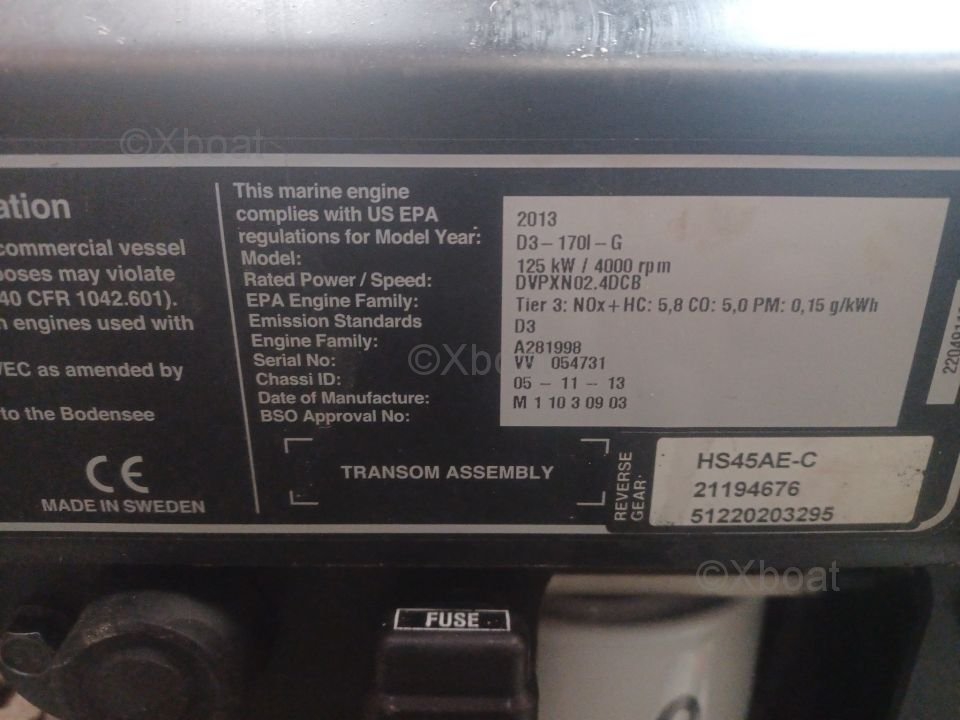 ©Xboat
ation
commercial vessel
poses may violate
40 CFR 1042.601).
engines used with
EC as amended by
to the Bodensee
CE
MADE IN SWEDEN
This marine engine
complies with US EPA
regulations for Model Year: 2013
Model: D3-170I-G
Rated Power / Speed: 125 kW / 4000 rpm
EPA Engine Family: DVPXN02.4DCB
Emission Standards Tier 3: NOx+HC: 5,8 CO: 5,0 PM: 0,15 g/kWh
Engine Family: D3
Serial No: A281998
Chassi ID: VV 054731
Date of Manufacture: 05 - 11 - 13
BSO Approval No: M 1 10 3 09 03
©Xboat
TRANSOM ASSEMBLY
REVERSE
GEAR:
HS45AE-C
21194676
51220203295
©Xboat
FUSE